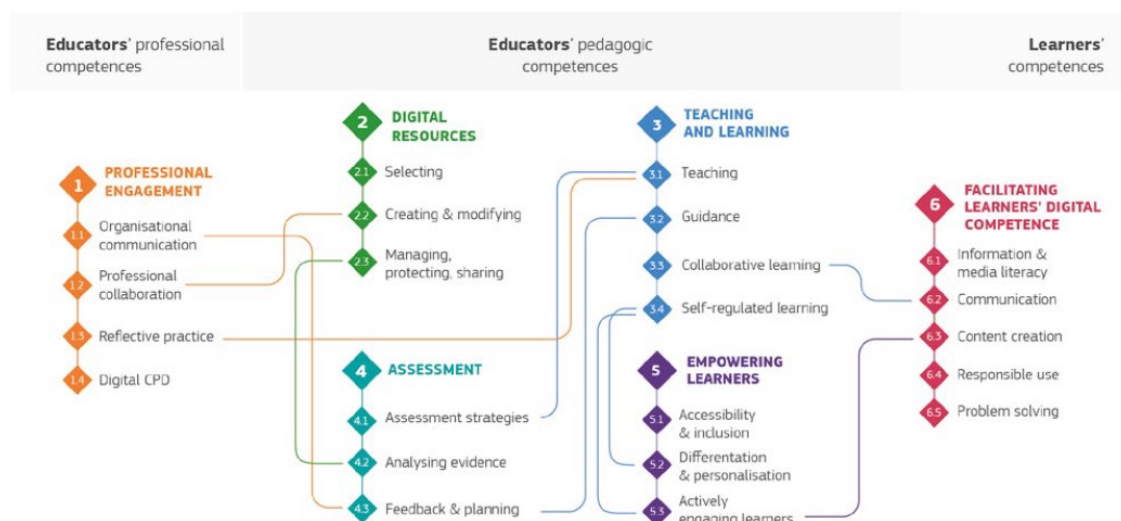 Educators' professional
competences
Educators' pedagogic
competences
Learners'
competences
1
PROFESSIONAL
ENGAGEMENT
1.1
Organisational
communication
1.2
Professional
collaboration
1.3
Reflective practice
1.4
Digital CPD
2
DIGITAL
RESOURCES
2.1
Selecting
2.2
Creating & modifying
2.3
Managing,
protecting, sharing
3
TEACHING
AND LEARNING
3.1
Teaching
3.2
Guidance
3.3
Collaborative learning
3.4
Self-regulated learning
4
ASSESSMENT
4.1
Assessment strategies
4.2
Analysing evidence
4.3
Feedback & planning
5
EMPOWERING
LEARNERS
5.1
Accessibility
& inclusion
5.2
Differentation
& personalisation
5.3
Actively
engaging learners
6
FACILITATING
LEARNERS' DIGITAL
COMPETENCE
6.1
Information &
media literacy
6.2
Communication
6.3
Content creation
6.4
Responsible use
6.5
Problem solving